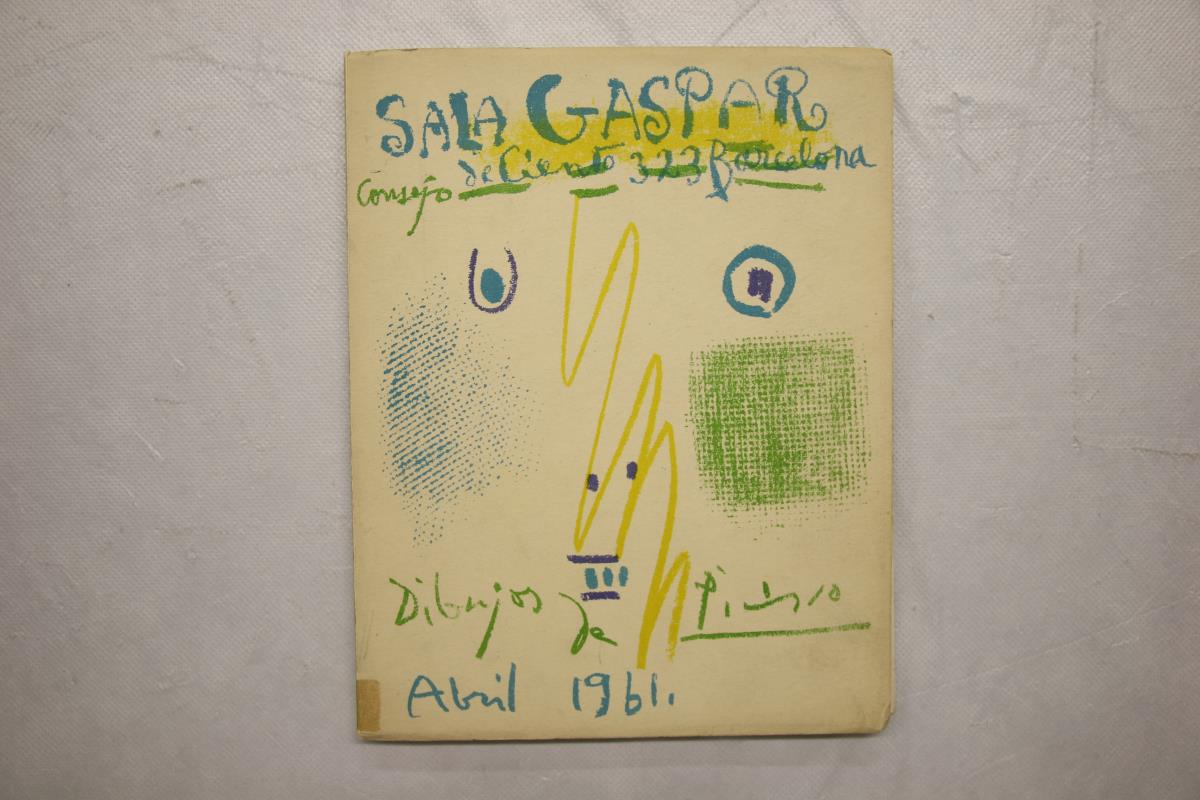 SALA GASPAR
Consejo de Ciento 323 Barcelona
Dibujos de Picasso
Abril 1961.